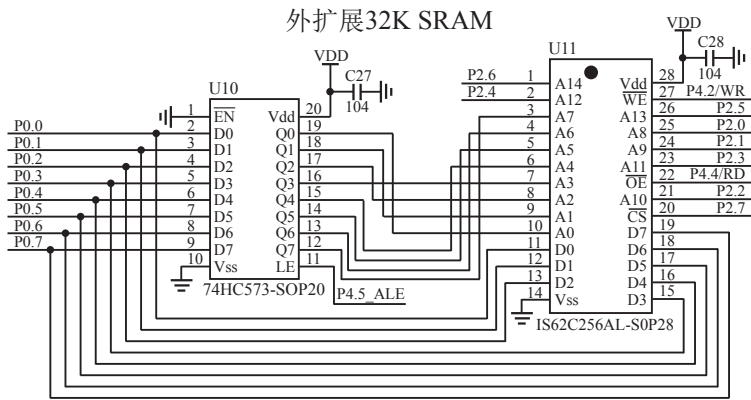 外扩展32K SRAM
VDD
C27
104
U10
1 EN Vdd 20
P0.0 2 D0 Q0 19
P0.1 3 D1 Q1 18
P0.2 4 D2 Q2 17
P0.3 5 D3 Q3 16
P0.4 6 D4 Q4 15
P0.5 7 D5 Q5 14
P0.6 8 D6 Q6 13
P0.7 9 D7 Q7 12
10 Vss LE 11
P4.5_ALE
74HC573-SOP20
VDD
C28
104
U11
P2.6 1 A14 Vdd 28
P2.4 2 A12 WE 27 P4.2/WR
3 A7 A13 26 P2.5
4 A6 A8 25 P2.0
5 A5 A9 24 P2.1
6 A4 A11 23 P2.3
7 A3 OE 22 P4.4/RD
8 A2 A10 21 P2.2
9 A1 CS 20 P2.7
10 A0 D7 19
11 D0 D6 18
12 D1 D5 17
13 D2 D4 16
14 Vss D3 15
IS62C256AL-S0P28